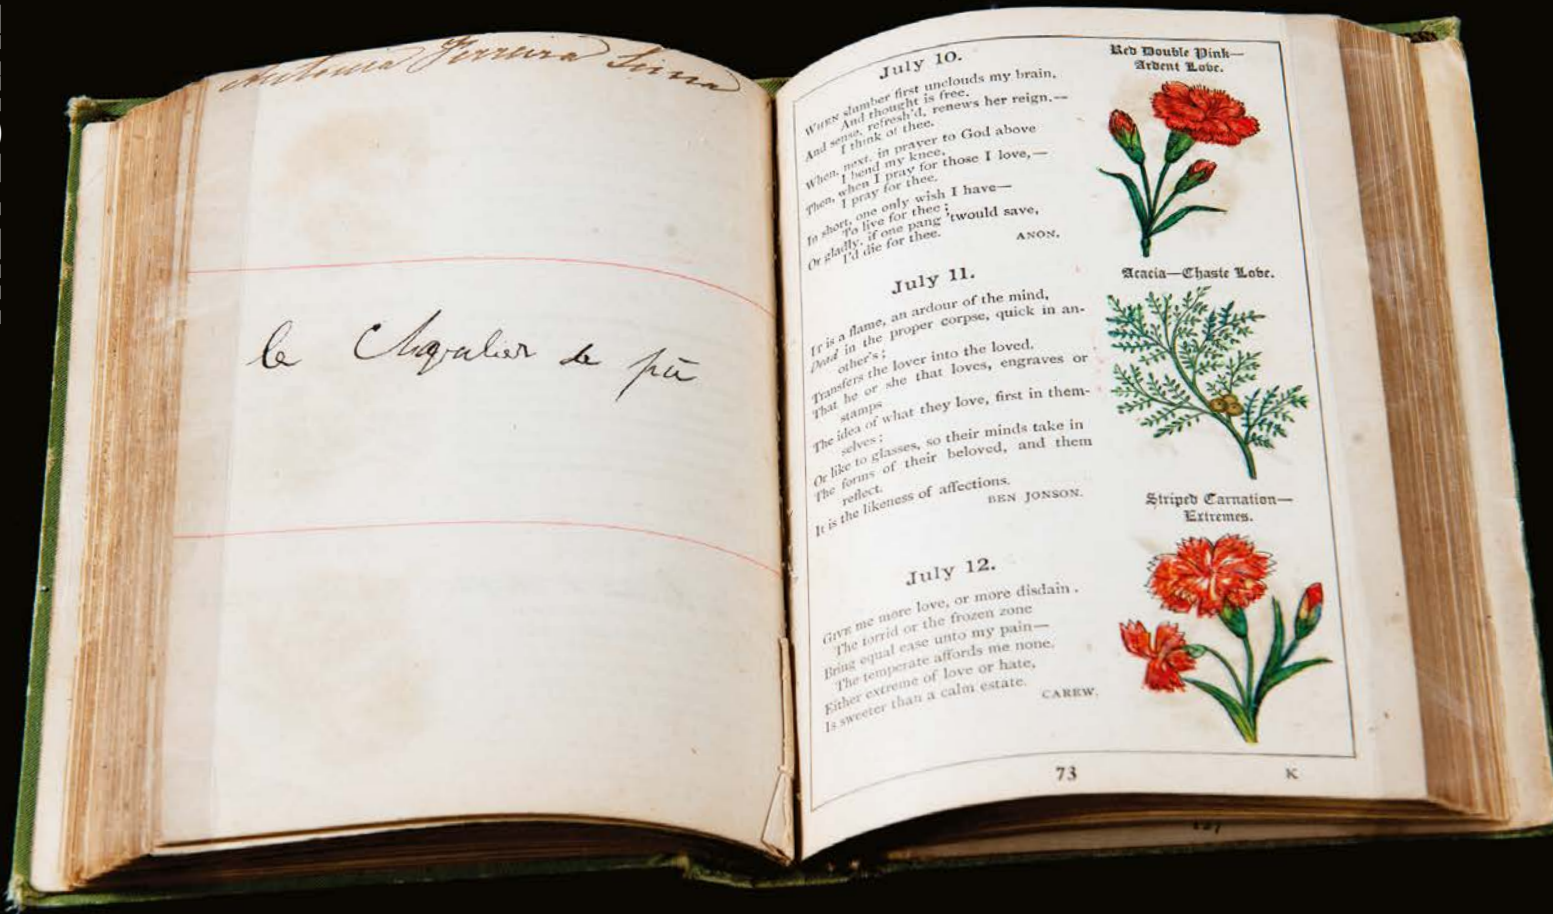 Antonia Ferreira
le Chevalier de
July 10.
WHEN slumber first unclouds my brain,
And thought is free,
And sense, refresh'd, renews her reign,—
I think of thee.
When, next, in prayer to God above
I bend my knee,
Then, when I pray for those I love,—
I pray for thee.
In short, one only wish I have—
To live for thee;
Or gladly, if one pang 'twould save,
I'd die for thee.
ANON.
July 11.
IT is a flame, an ardour of the mind,
Dead in the proper corpse, quick in an-
other's;
Transfers the lover into the loved.
That he or she that loves, engraves or
stamps
The idea of what they love, first in them-
selves;
Or like to glasses, so their minds take in
The forms of their beloved, and them
reflect.
It is the likeness of affections.
BEN JONSON.
July 12.
GIVE me more love, or more disdain.
The torrid or the frozen zone
Bring equal ease unto my pain—
The temperate affords me none,
Either extreme of love or hate,
Is sweeter than a calm estate.
CAREW.
Red Double Pink—
Ardent Love.
Acacia—Chaste Love.
Striped Carnation—
Extremes.
73
K